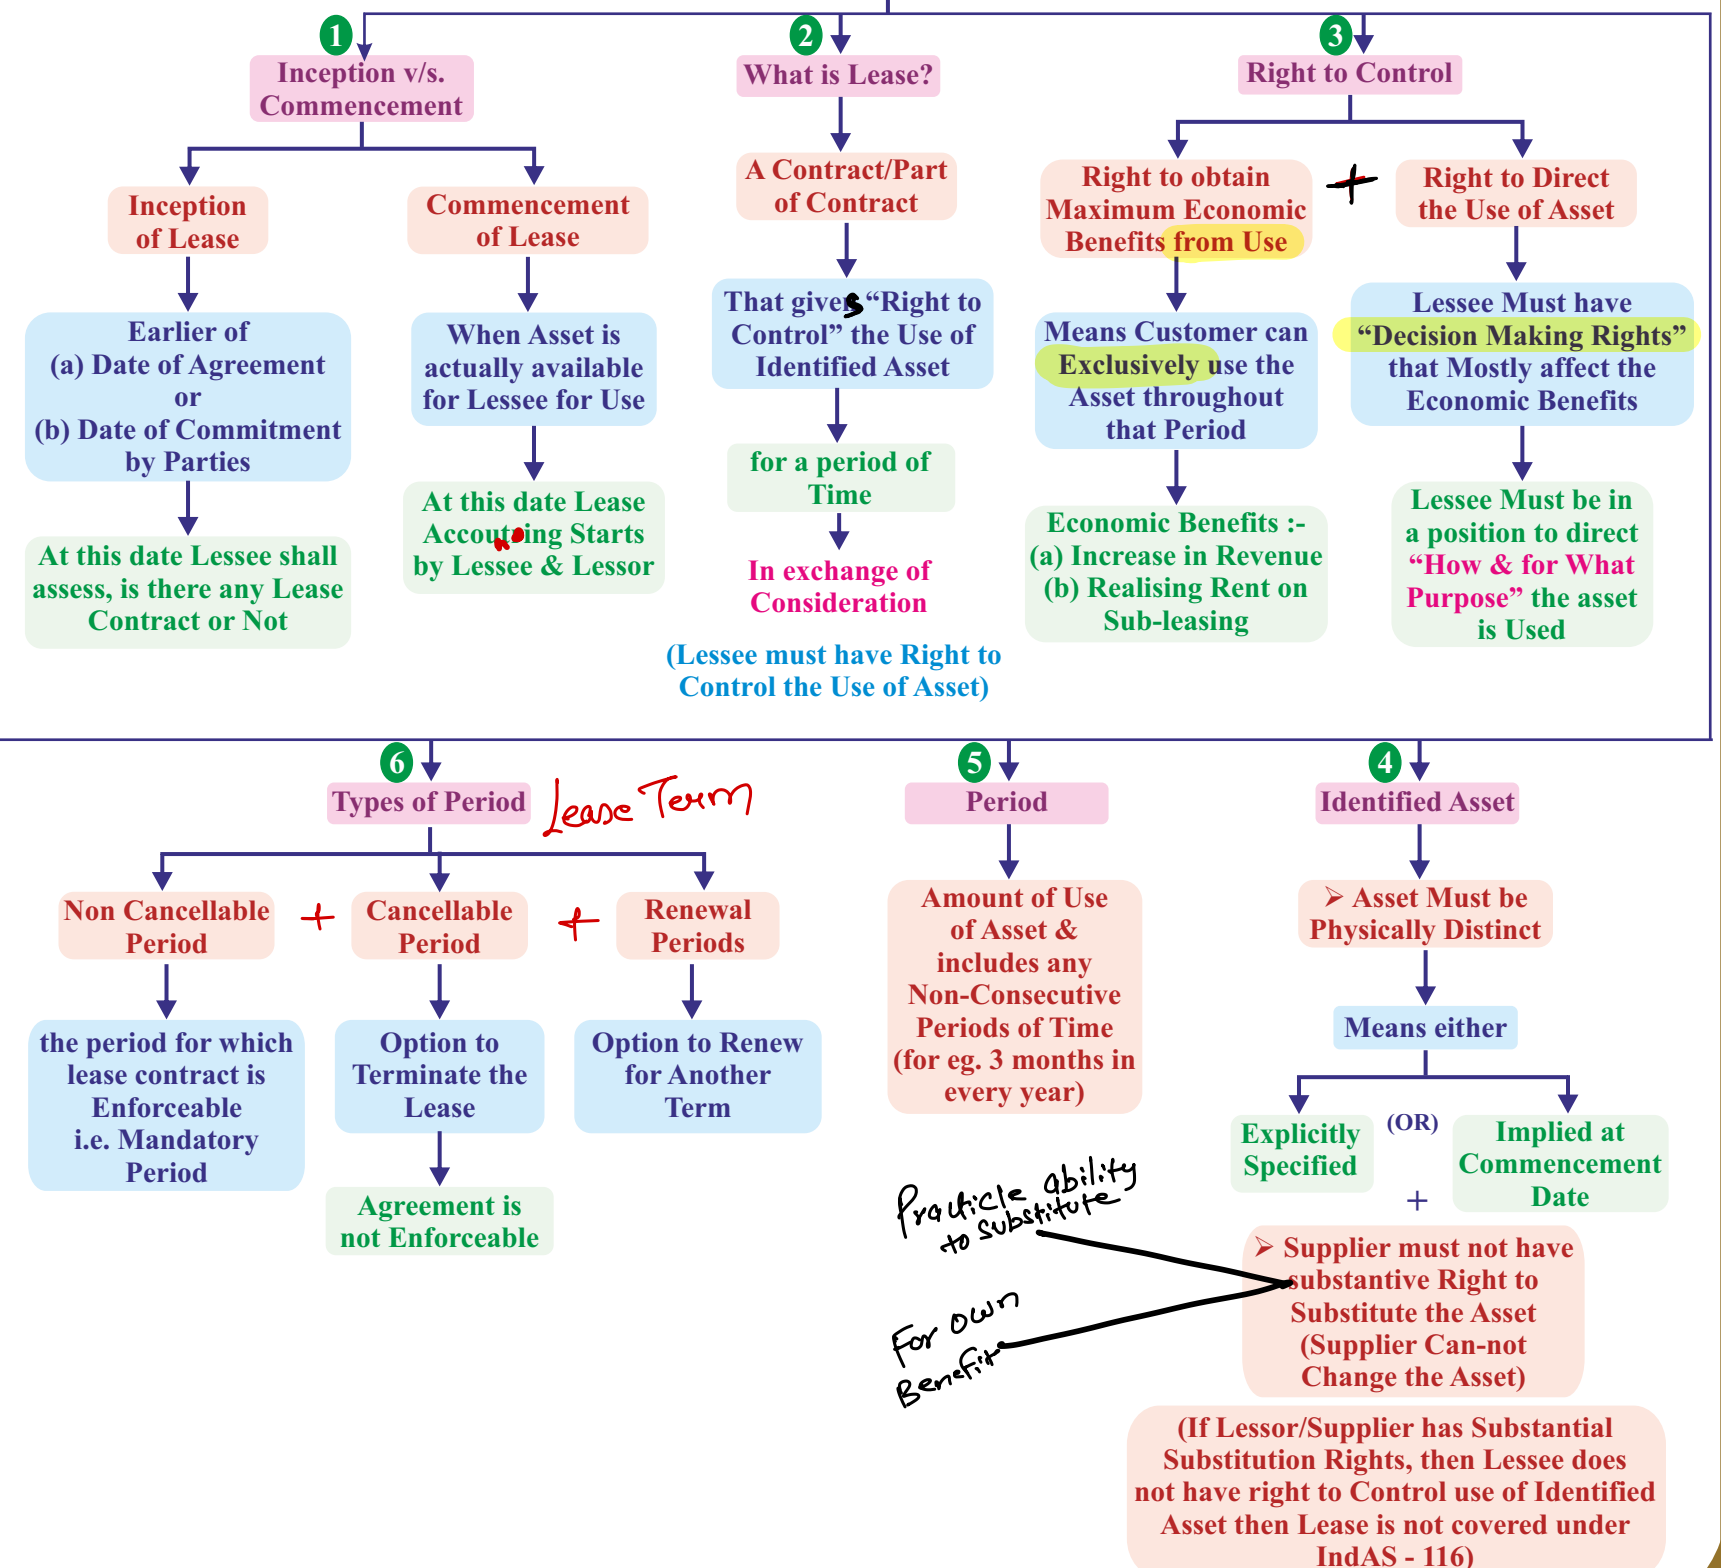 1
Inception v/s.
Commencement
Inception
of Lease
Earlier of
(a) Date of Agreement
or
(b) Date of Commitment
by Parties
At this date Lessee shall
assess, is there any Lease
Contract or Not
Commencement
of Lease
When Asset is
actually available
for Lessee for Use
At this date Lease
Accouting Starts
by Lessee & Lessor
2
What is Lease?
A Contract/Part
of Contract
That gives “Right to
Control” the Use of
Identified Asset
for a period of
Time
In exchange of
Consideration
(Lessee must have Right to
Control the Use of Asset)
3
Right to Control
Right to obtain
Maximum Economic
Benefits from Use
+
Means Customer can
Exclusively use the
Asset throughout
that Period
Economic Benefits :-
(a) Increase in Revenue
(b) Realising Rent on
Sub-leasing
Right to Direct
the Use of Asset
Lessee Must have
“Decision Making Rights”
that Mostly affect the
Economic Benefits
Lessee Must be in
a position to direct
“How & for What
Purpose” the asset
is Used
6
Types of Period
Lease Term
Non Cancellable
Period
+
the period for which
lease contract is
Enforceable
i.e. Mandatory
Period
Cancellable
Period
+
Option to
Terminate the
Lease
Agreement is
not Enforceable
Renewal
Periods
Option to Renew
for Another
Term
5
Period
Amount of Use
of Asset &
includes any
Non-Consecutive
Periods of Time
(for eg. 3 months in
every year)
4
Identified Asset
➢ Asset Must be
Physically Distinct
Means either
Explicitly
Specified
(OR)
Implied at
Commencement
Date
+
➢ Supplier must not have
substantive Right to
Substitute the Asset
(Supplier Can-not
Change the Asset)
Practicle ability
to substitute
For own
Benefit
(If Lessor/Supplier has Substantial
Substitution Rights, then Lessee does
not have right to Control use of Identified
Asset then Lease is not covered under
IndAS - 116)